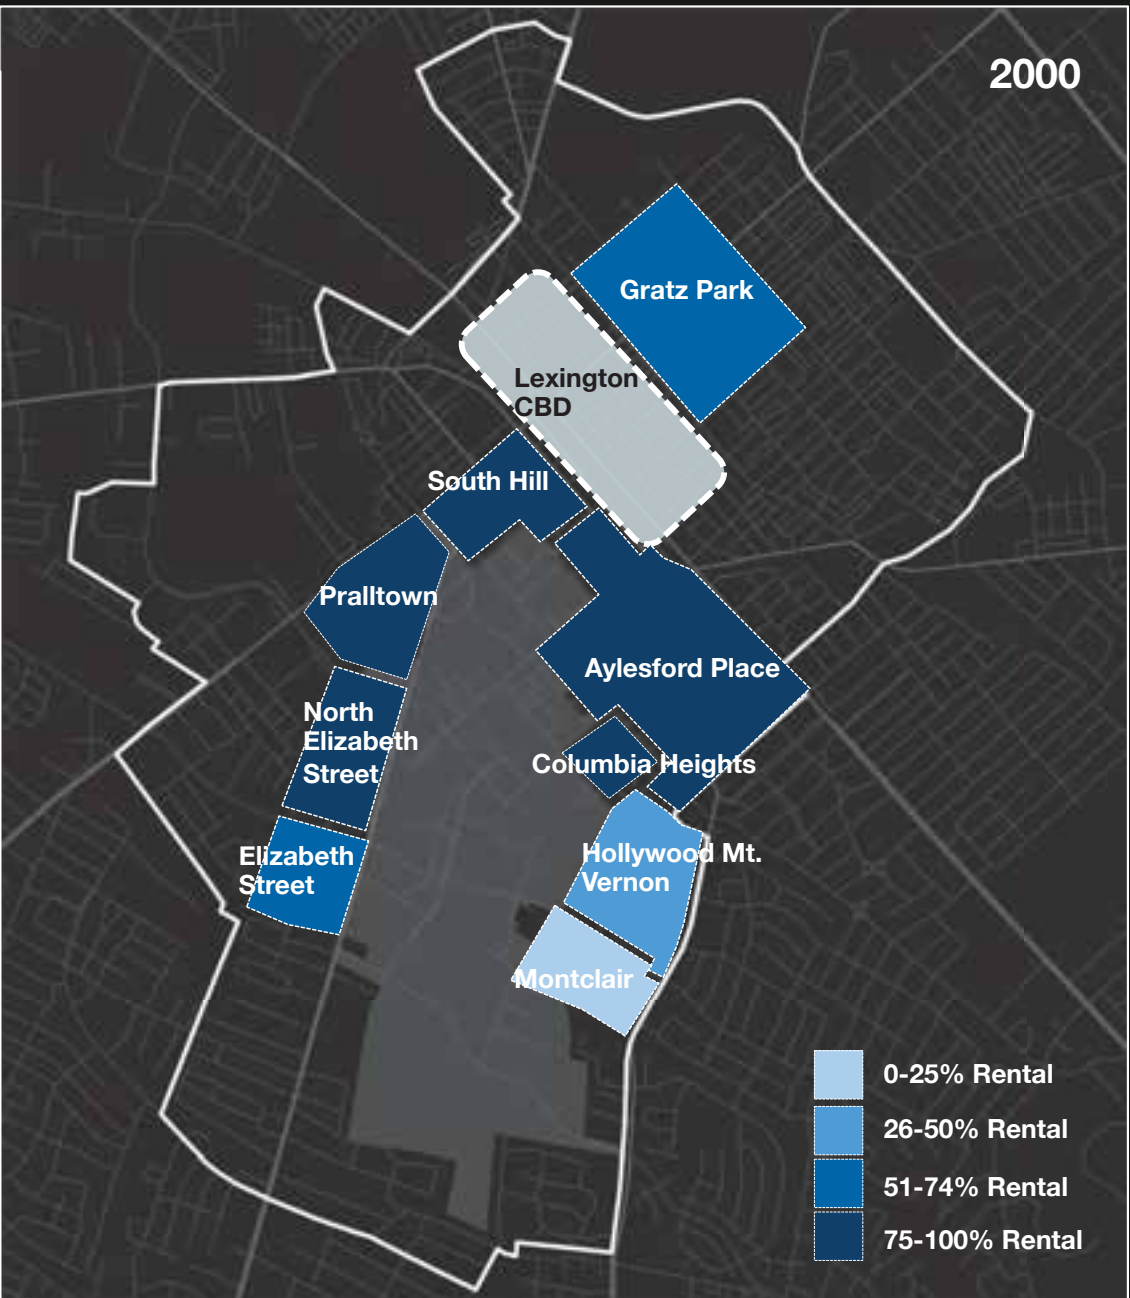 2000
Gratz Park
Lexington
CBD
South Hill
Pralltown
Aylesford Place
North
Elizabeth
Street
Columbia Heights
Elizabeth
Street
Hollywood Mt.
Vernon
Montclair
0-25% Rental
26-50% Rental
51-74% Rental
75-100% Rental